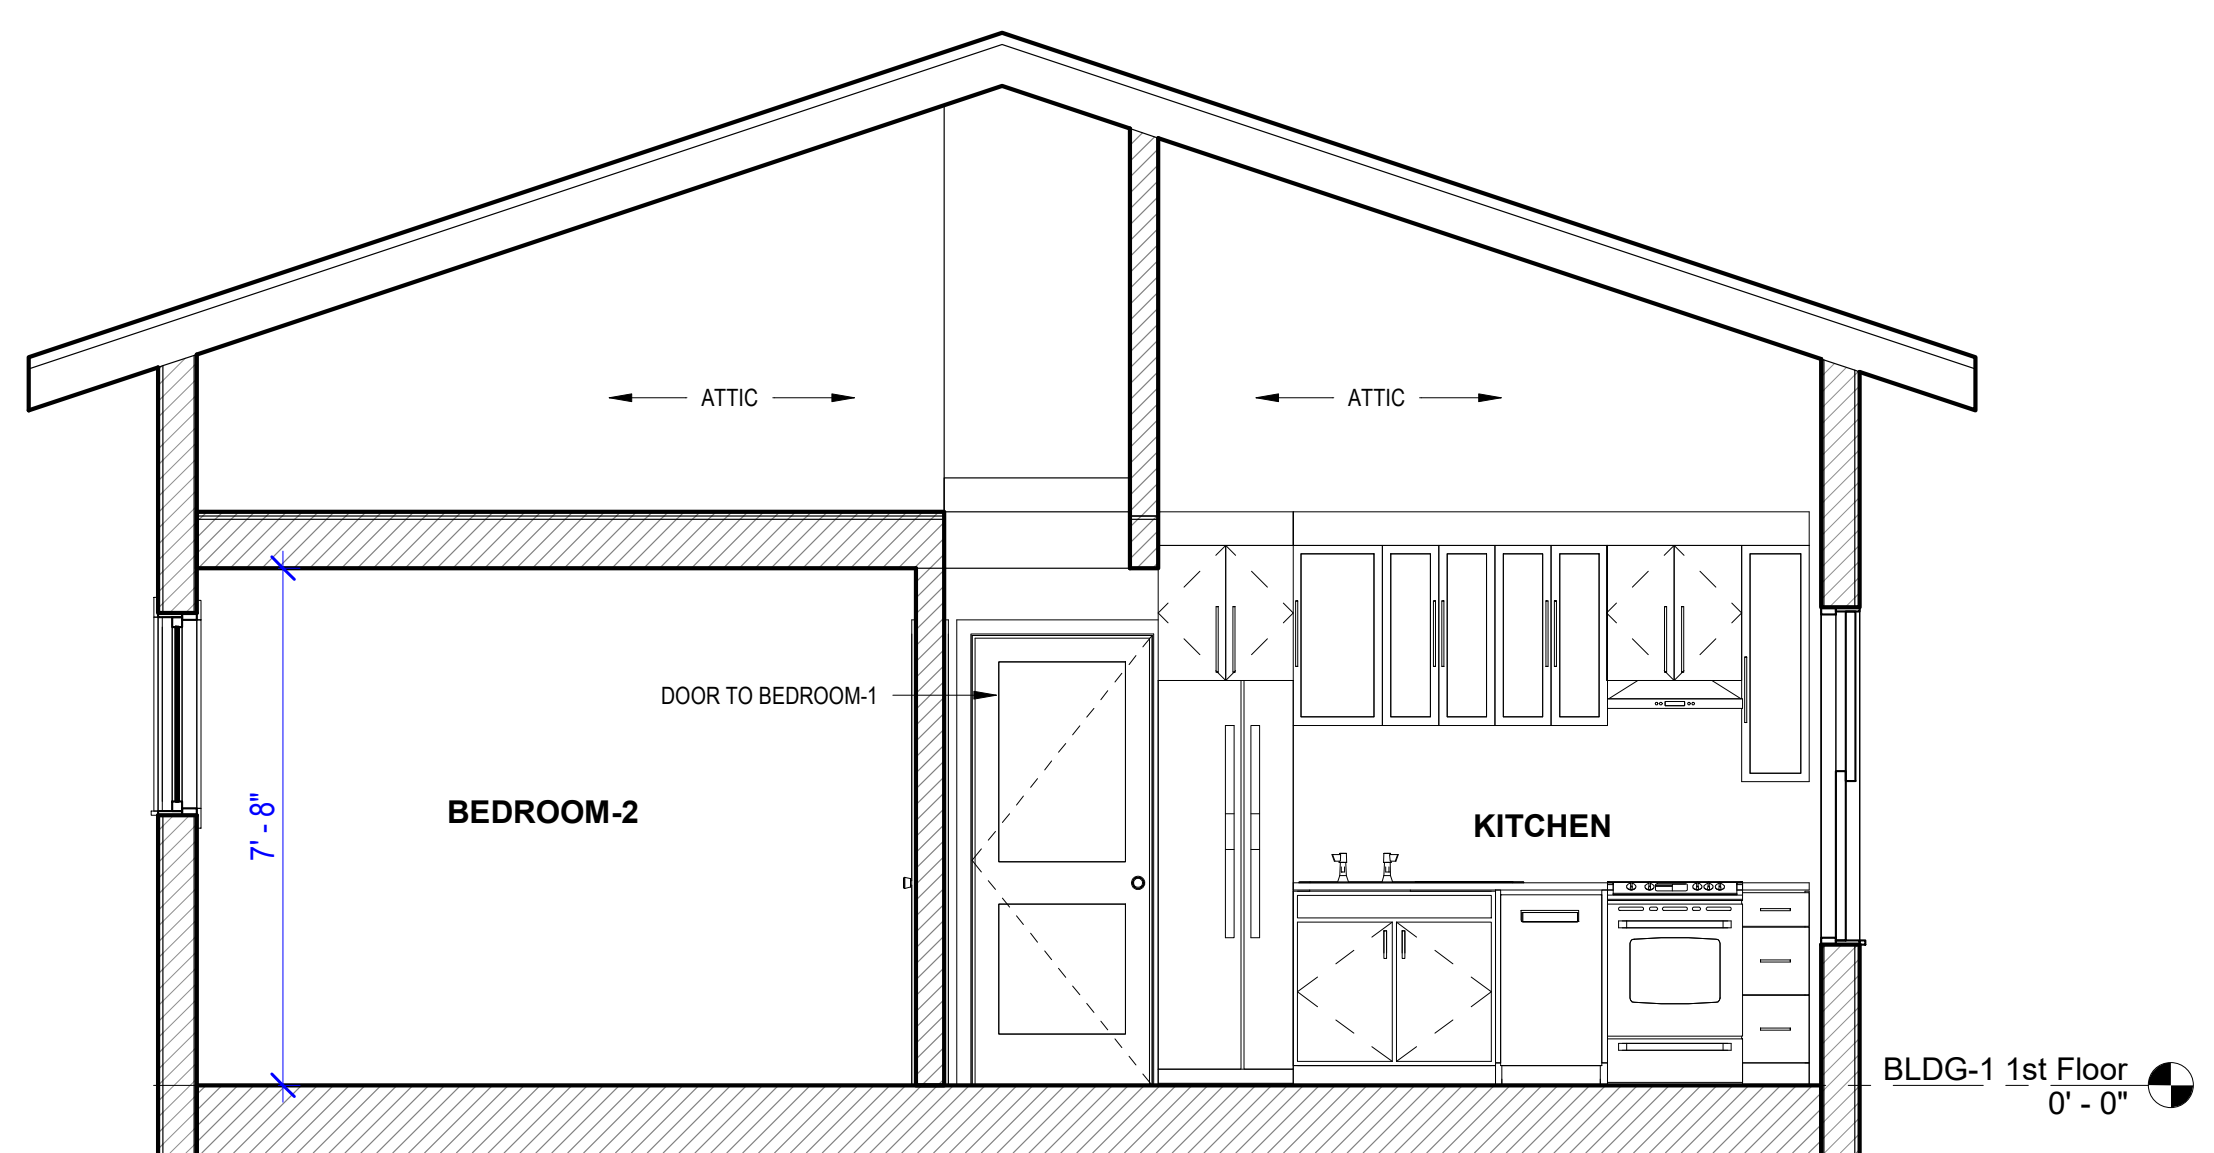 ATTIC
ATTIC
DOOR TO BEDROOM-1
7' - 8"
BEDROOM-2
KITCHEN
BLDG-1 1st Floor
0' - 0"